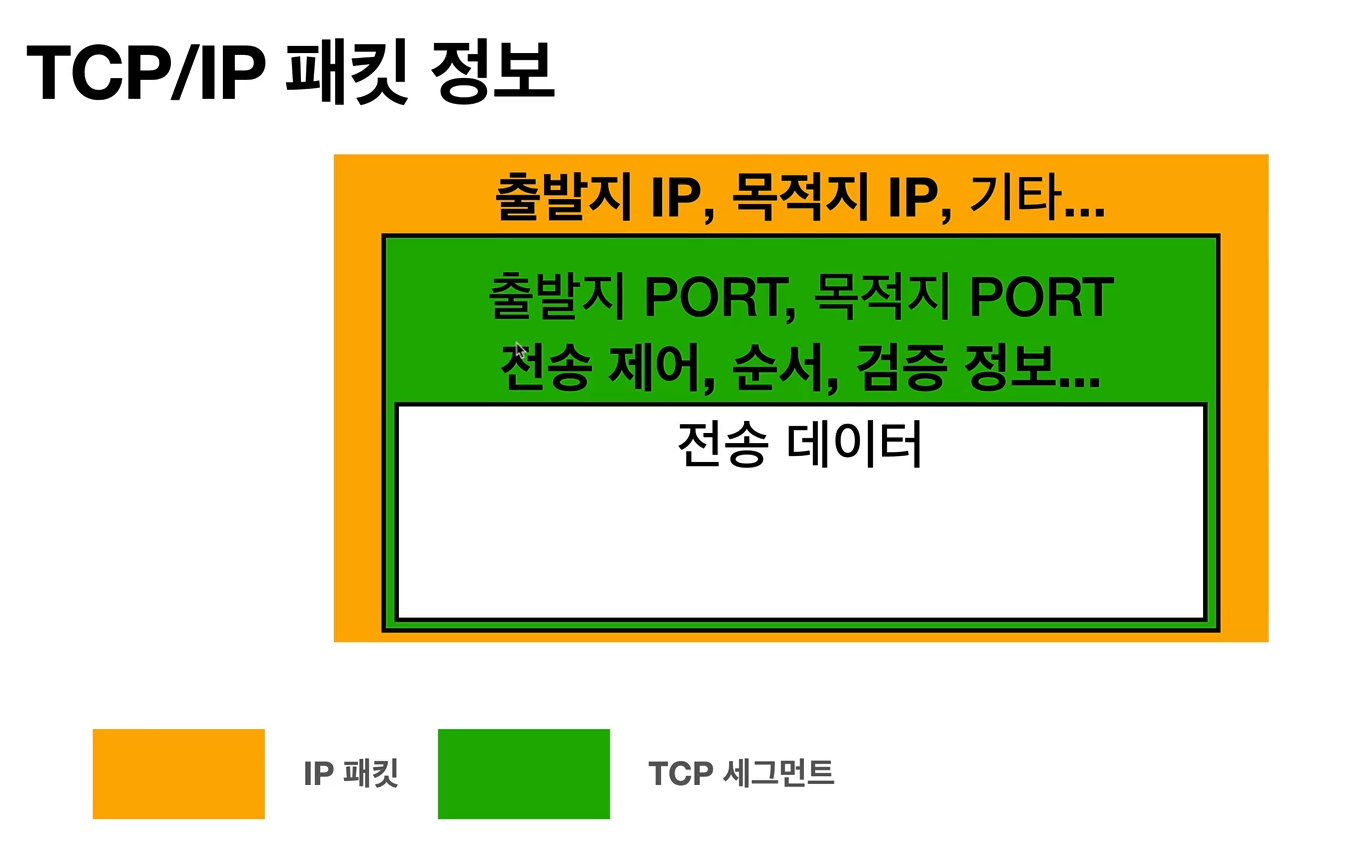 TCP/IP 패킷 정보
출발지 IP, 목적지 IP, 기타...
출발지 PORT, 목적지 PORT
전송 제어, 순서, 검증 정보...
전송 데이터
IP 패킷
TCP 세그먼트